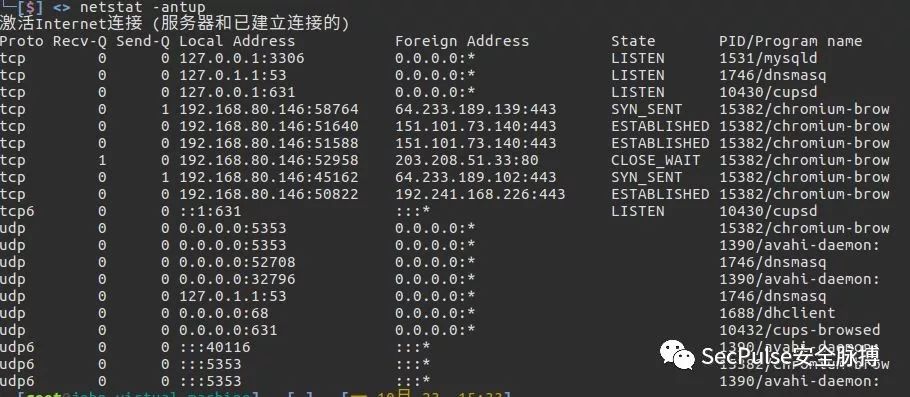 └─[$] <> netstat -antup
激活Internet连接 (服务器和已建立连接的)
Proto Recv-Q Send-Q Local Address Foreign Address State PID/Program name
tcp 0 0 127.0.0.1:3306 0.0.0.0:* LISTEN 1531/mysqld
tcp 0 0 127.0.1.1:53 0.0.0.0:* LISTEN 1746/dnsmasq
tcp 0 0 127.0.0.1:631 0.0.0.0:* LISTEN 10430/cupsd
tcp 0 1 192.168.80.146:58764 64.233.189.139:443 SYN_SENT 15382/chromium-brow
tcp 0 0 192.168.80.146:51640 151.101.73.140:443 ESTABLISHED 15382/chromium-brow
tcp 0 0 192.168.80.146:51588 151.101.73.140:443 ESTABLISHED 15382/chromium-brow
tcp 1 0 192.168.80.146:52958 203.208.51.33:80 CLOSE_WAIT 15382/chromium-brow
tcp 0 1 192.168.80.146:45162 64.233.189.102:443 SYN_SENT 15382/chromium-brow
tcp 0 0 192.168.80.146:50822 192.241.168.226:443 ESTABLISHED 15382/chromium-brow
tcp6 0 0 ::1:631 :::* LISTEN 10430/cupsd
udp 0 0 0.0.0.0:5353 0.0.0.0:* 15382/chromium-brow
udp 0 0 0.0.0.0:5353 0.0.0.0:* 1390/avahi-daemon:
udp 0 0 0.0.0.0:52708 0.0.0.0:* 1746/dnsmasq
udp 0 0 0.0.0.0:32796 0.0.0.0:* 1390/avahi-daemon:
udp 0 0 127.0.1.1:53 0.0.0.0:* 1746/dnsmasq
udp 0 0 0.0.0.0:68 0.0.0.0:* 1688/dhclient
udp 0 0 0.0.0.0:631 0.0.0.0:* 10432/cups-browsed
udp6 0 0 :::40116 :::* 1390/avahi-daemon:
udp6 0 0 :::5353 :::* 15382/chromium-brow
udp6 0 0 :::5353 :::* 1390/avahi-daemon:
SecPulse安全脉搏